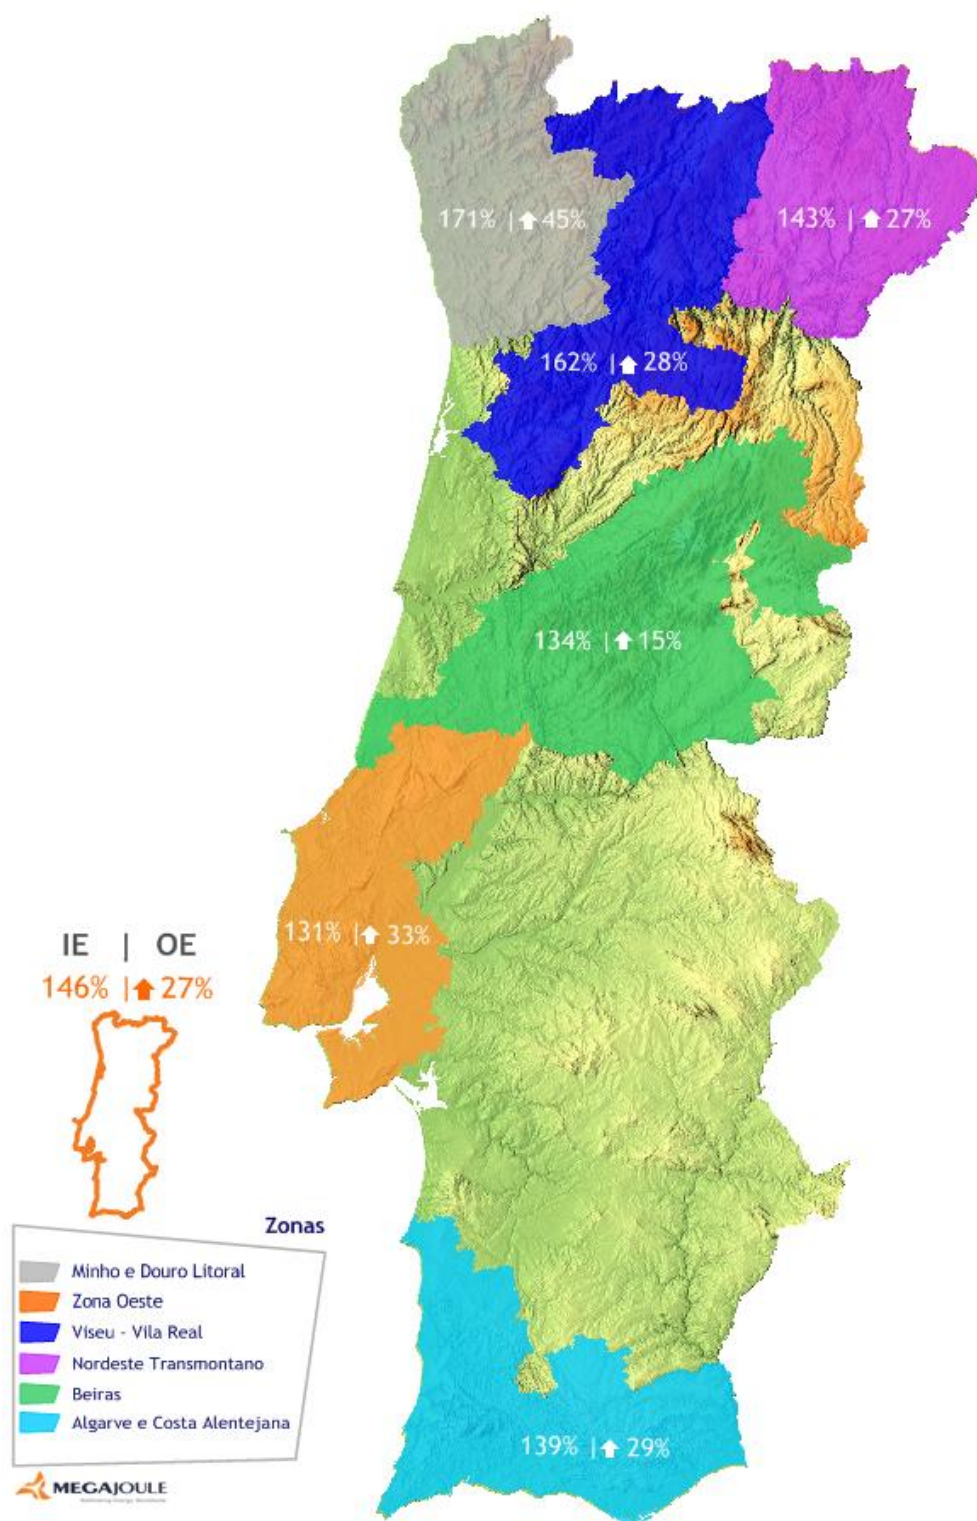 171% | 45%
143% | 27%
162% | 28%
134% | 15%
131% | 33%
IE | OE
146% | 27%
Zonas
Minho e Douro Litoral
Zona Oeste
Viseu - Vila Real
Nordeste Transmontano
Beiras
Algarve e Costa Alentejana
139% | 29%
MEGAJOULE